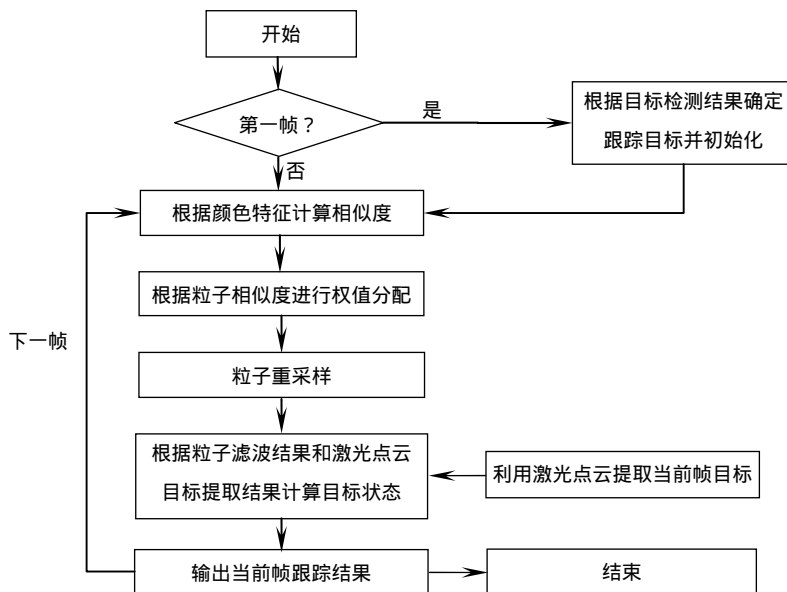 开始
第一帧？
是
根据目标检测结果确定
跟踪目标并初始化
否
根据颜色特征计算相似度
根据粒子相似度进行权值分配
下一帧
粒子重采样
根据粒子滤波结果和激光点云
目标提取结果计算目标状态
利用激光点云提取当前帧目标
输出当前帧跟踪结果
结束